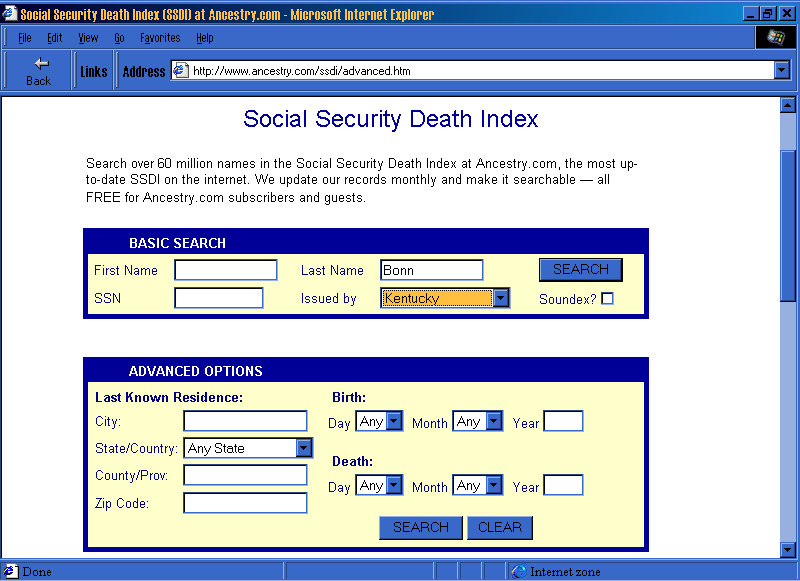 Social Security Death Index (SSDI) at Ancestry.com - Microsoft Internet Explorer
File Edit View Go Favorites Help
Back Links Address http://www.ancestry.com/ssdi/advanced.htm
Social Security Death Index
Search over 60 million names in the Social Security Death Index at Ancestry.com, the most up-
to-date SSDI on the internet. We update our records monthly and make it searchable — all
FREE for Ancestry.com subscribers and guests.
BASIC SEARCH
First Name Last Name Bonn SEARCH
SSN Issued by Kentucky Soundex?
ADVANCED OPTIONS
Last Known Residence: Birth:
City: Day Any Month Any Year
State/Country: Any State
Death:
County/Prov: Day Any Month Any Year
Zip Code:
SEARCH CLEAR
Done Internet zone